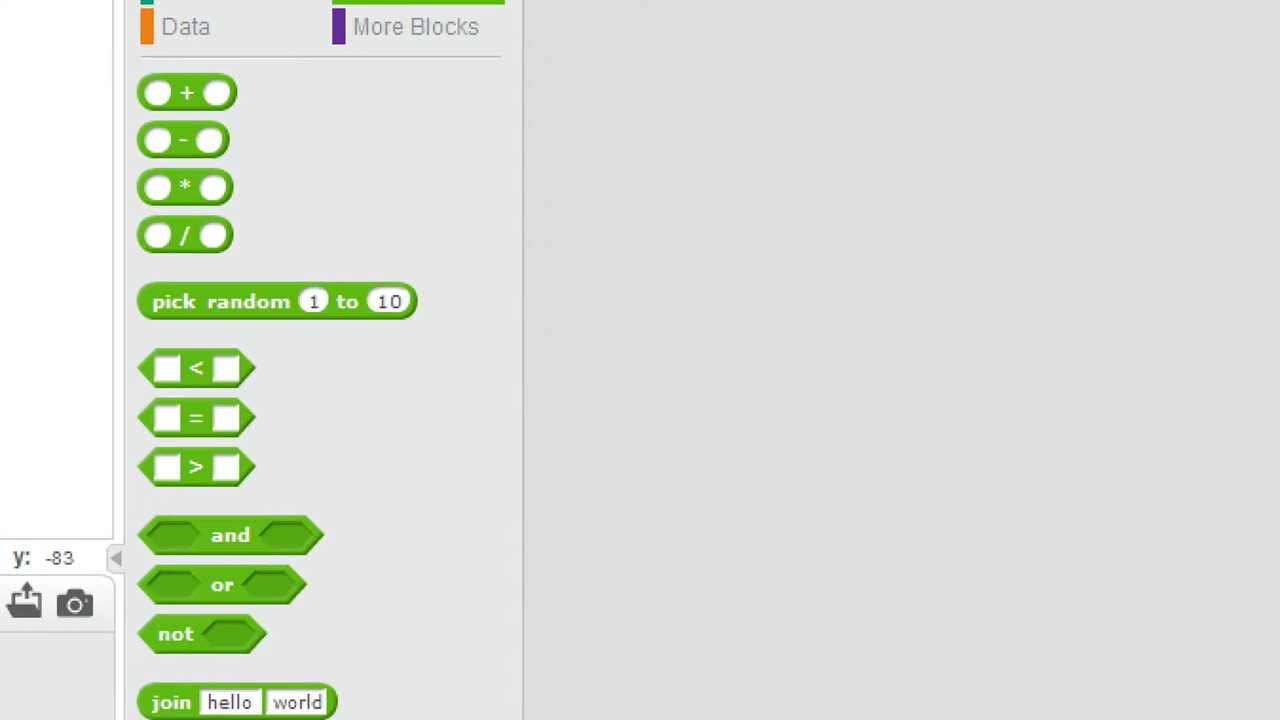 Data More Blocks
+
-
*
/
pick random 1 to 10
<
=
>
and
or
not
join hello world
y: -83